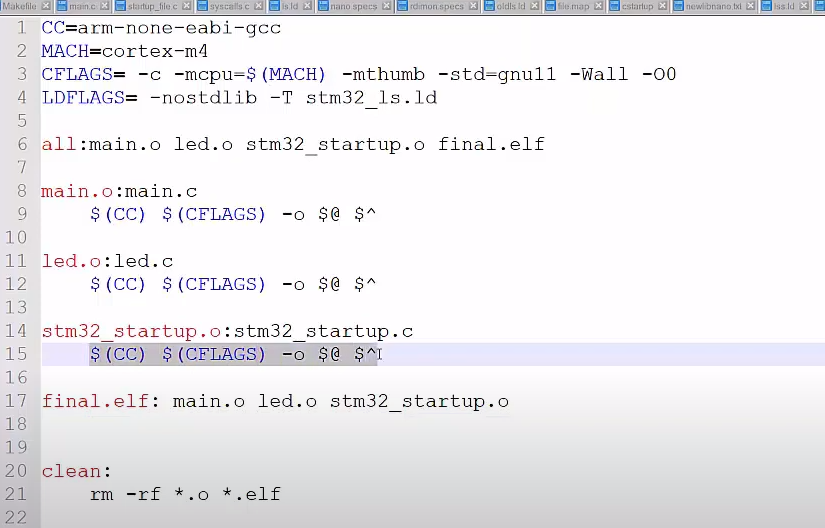 Makefile main.c startup_file.c syscalls.c ls.ld nano.specs rdimon.specs oldls.ld file.map cstartup newlibnano.txt lss.ld
1 CC=arm-none-eabi-gcc
2 MACH=cortex-m4
3 CFLAGS= -c -mcpu=$(MACH) -mthumb -std=gnu11 -Wall -O0
4 LDFLAGS= -nostdlib -T stm32_ls.ld
5
6 all:main.o led.o stm32_startup.o final.elf
7
8 main.o:main.c
9 $(CC) $(CFLAGS) -o $@ $^
10
11 led.o:led.c
12 $(CC) $(CFLAGS) -o $@ $^
13
14 stm32_startup.o:stm32_startup.c
15 $(CC) $(CFLAGS) -o $@ $^
16
17 final.elf: main.o led.o stm32_startup.o
18
19
20 clean:
21 rm -rf *.o *.elf
22